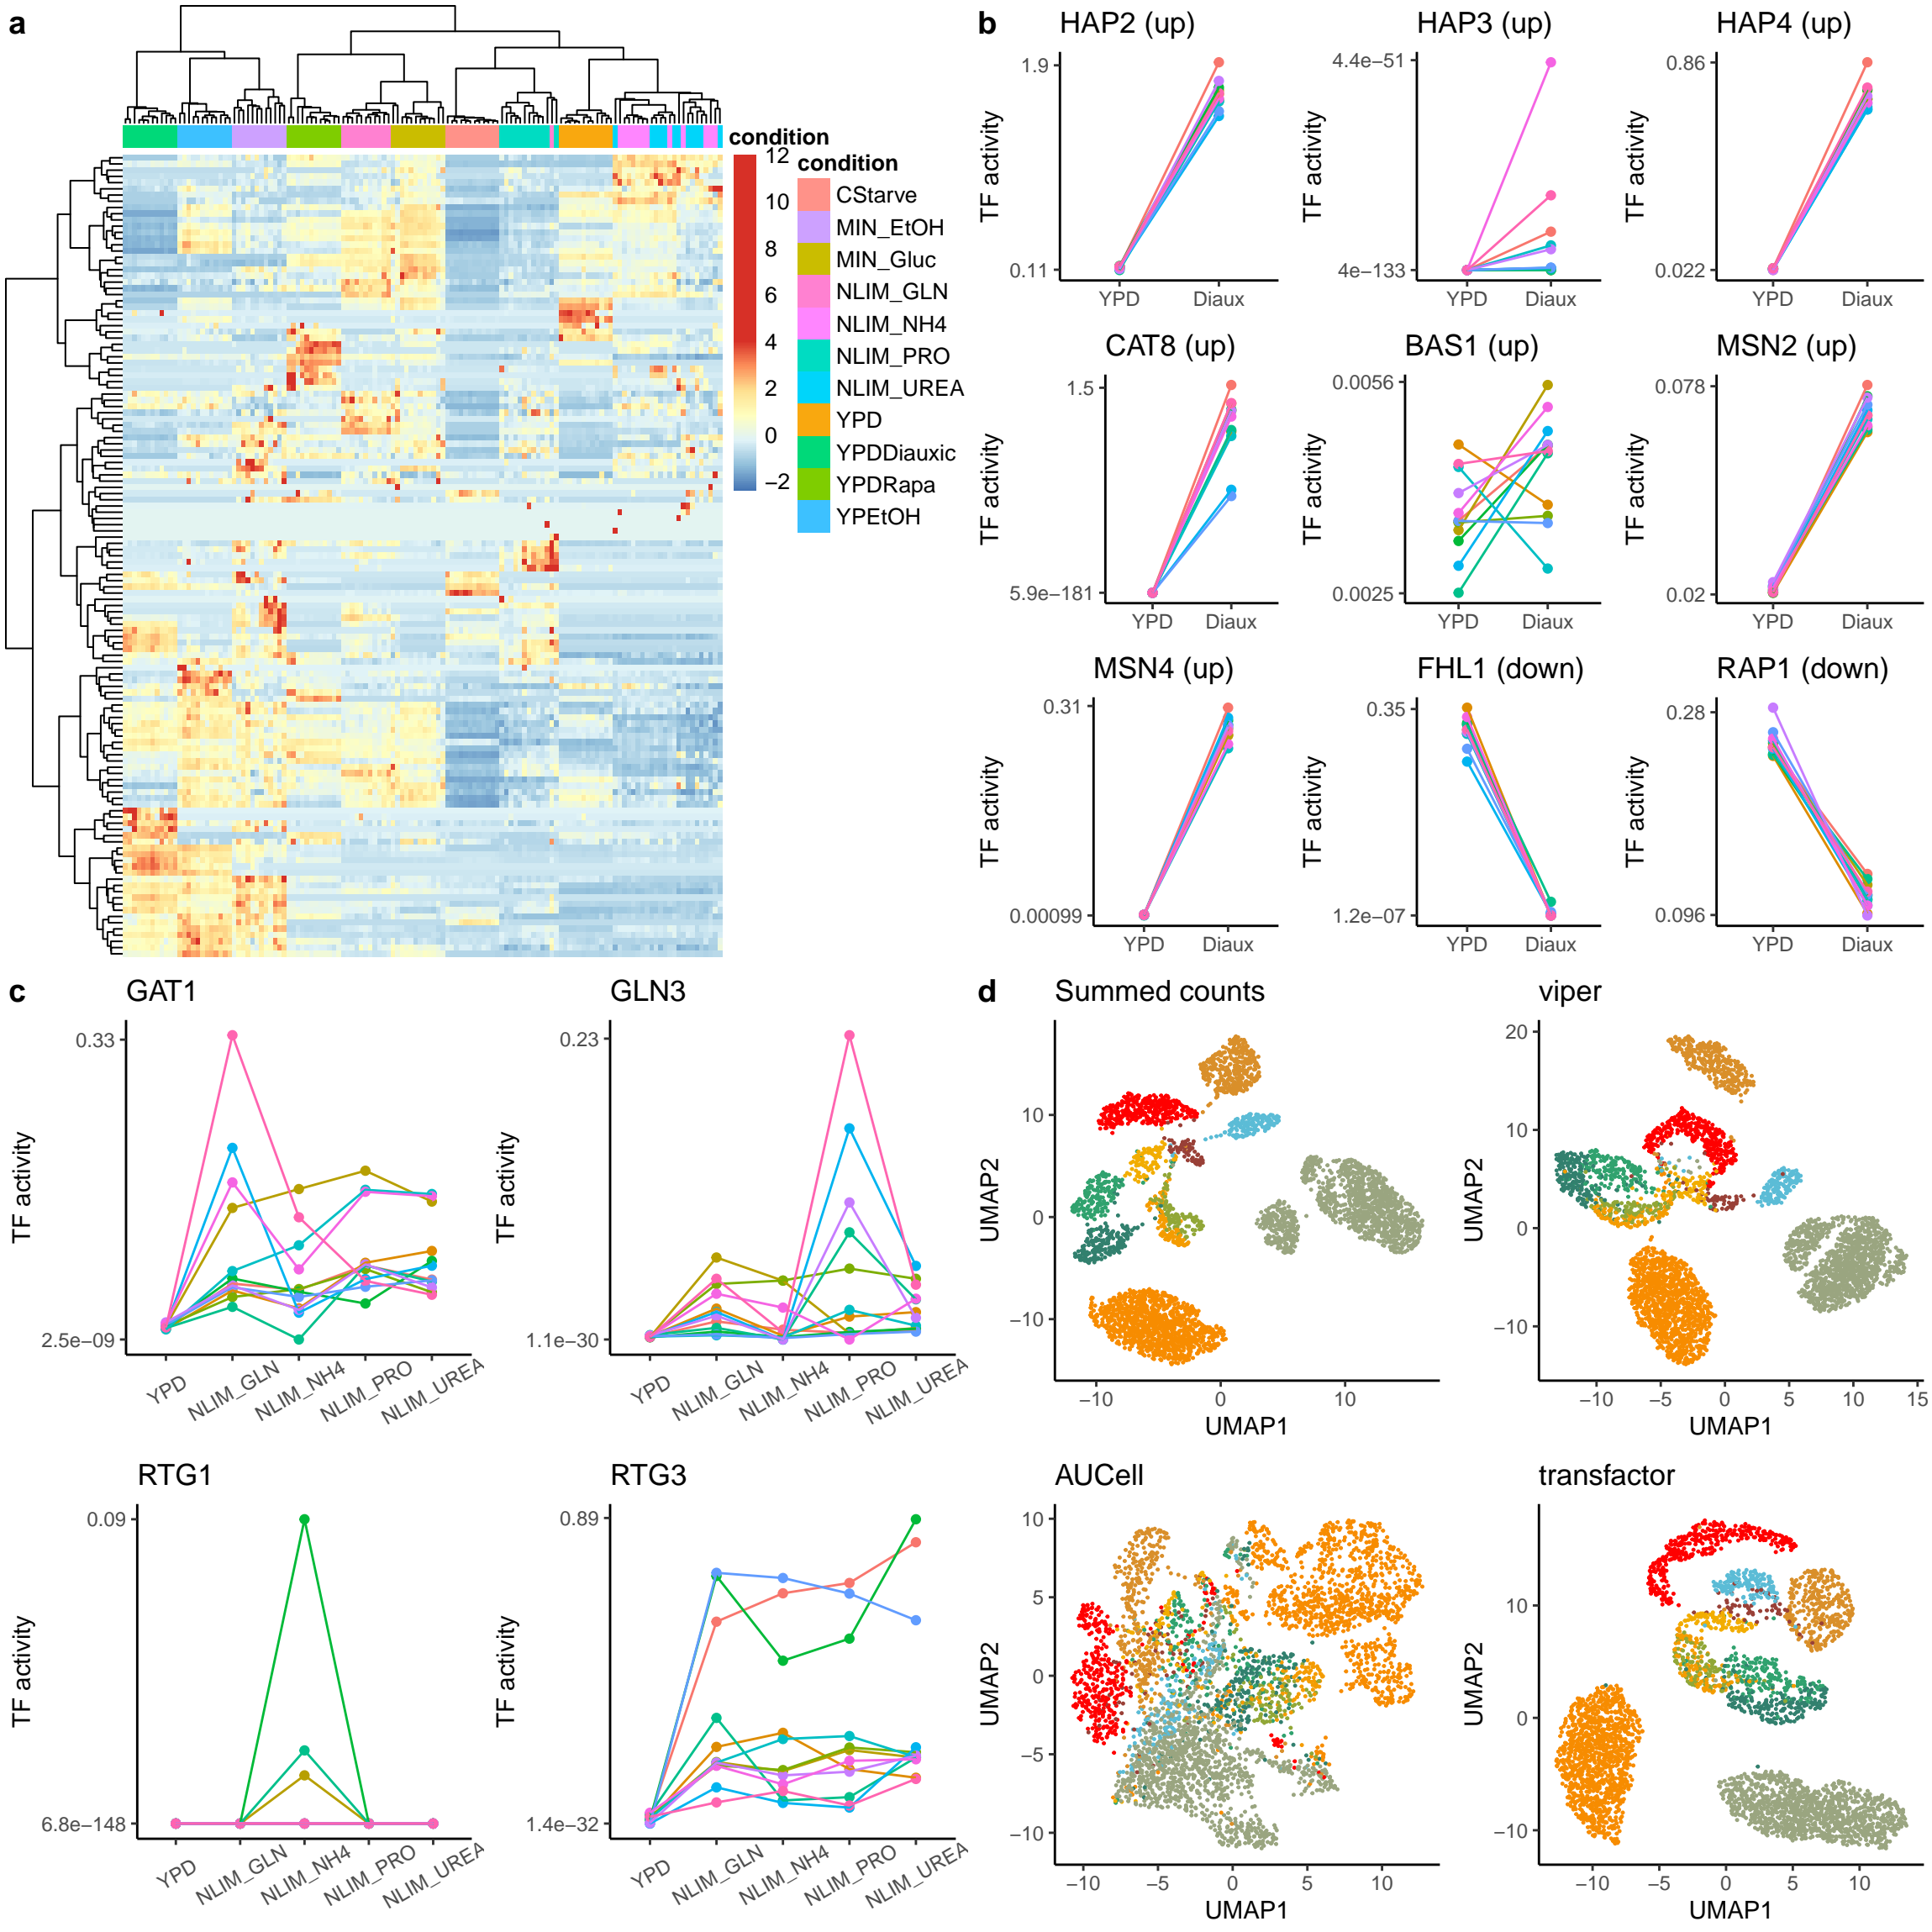 a
condition
12
10
8
6
4
2
0
−2
condition
CStarve
MIN_EtOH
MIN_Gluc
NLIM_GLN
NLIM_NH4
NLIM_PRO
NLIM_UREA
YPD
YPDDiauxic
YPDRapa
YPEtOH
b
HAP2 (up)
TF activity
1.9
0.11
YPD Diaux
HAP3 (up)
TF activity
4.4e−51
4e−133
YPD Diaux
HAP4 (up)
TF activity
0.86
0.022
YPD Diaux
CAT8 (up)
TF activity
1.5
5.9e−181
YPD Diaux
BAS1 (up)
TF activity
0.0056
0.0025
YPD Diaux
MSN2 (up)
TF activity
0.078
0.02
YPD Diaux
MSN4 (up)
TF activity
0.31
0.00099
YPD Diaux
FHL1 (down)
TF activity
0.35
1.2e−07
YPD Diaux
RAP1 (down)
TF activity
0.28
0.096
YPD Diaux
c
GAT1
TF activity
0.33
2.5e−09
YPD NLIM_GLN NLIM_NH4 NLIM_PRO NLIM_UREA
GLN3
TF activity
0.23
1.1e−30
YPD NLIM_GLN NLIM_NH4 NLIM_PRO NLIM_UREA
RTG1
TF activity
0.09
6.8e−148
YPD NLIM_GLN NLIM_NH4 NLIM_PRO NLIM_UREA
RTG3
TF activity
0.89
1.4e−32
YPD NLIM_GLN NLIM_NH4 NLIM_PRO NLIM_UREA
d
Summed counts
UMAP2
10
0
−10
−10 0 10
UMAP1
viper
UMAP2
20
10
0
−10
−10 −5 0 5 10 15
UMAP1
AUCell
UMAP2
10
5
0
−5
−10
−10 −5 0 5 10
UMAP1
transfactor
UMAP2
10
0
−10
−10 −5 0 5 10
UMAP1